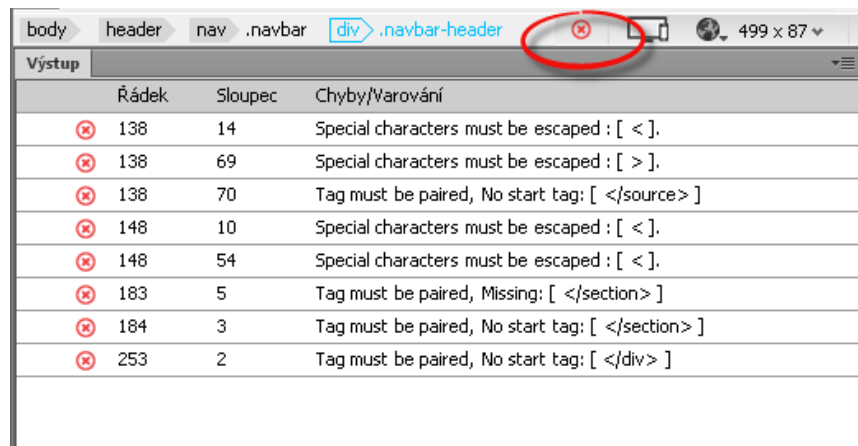 body header nav .navbar div .navbar-header 499 x 87
Výstup
Řádek Sloupec Chyby/Varování
138 14 Special characters must be escaped : [ < ].
138 69 Special characters must be escaped : [ > ].
138 70 Tag must be paired, No start tag: [ </source> ]
148 10 Special characters must be escaped : [ < ].
148 54 Special characters must be escaped : [ < ].
183 5 Tag must be paired, Missing: [ </section> ]
184 3 Tag must be paired, No start tag: [ </section> ]
253 2 Tag must be paired, No start tag: [ </div> ]